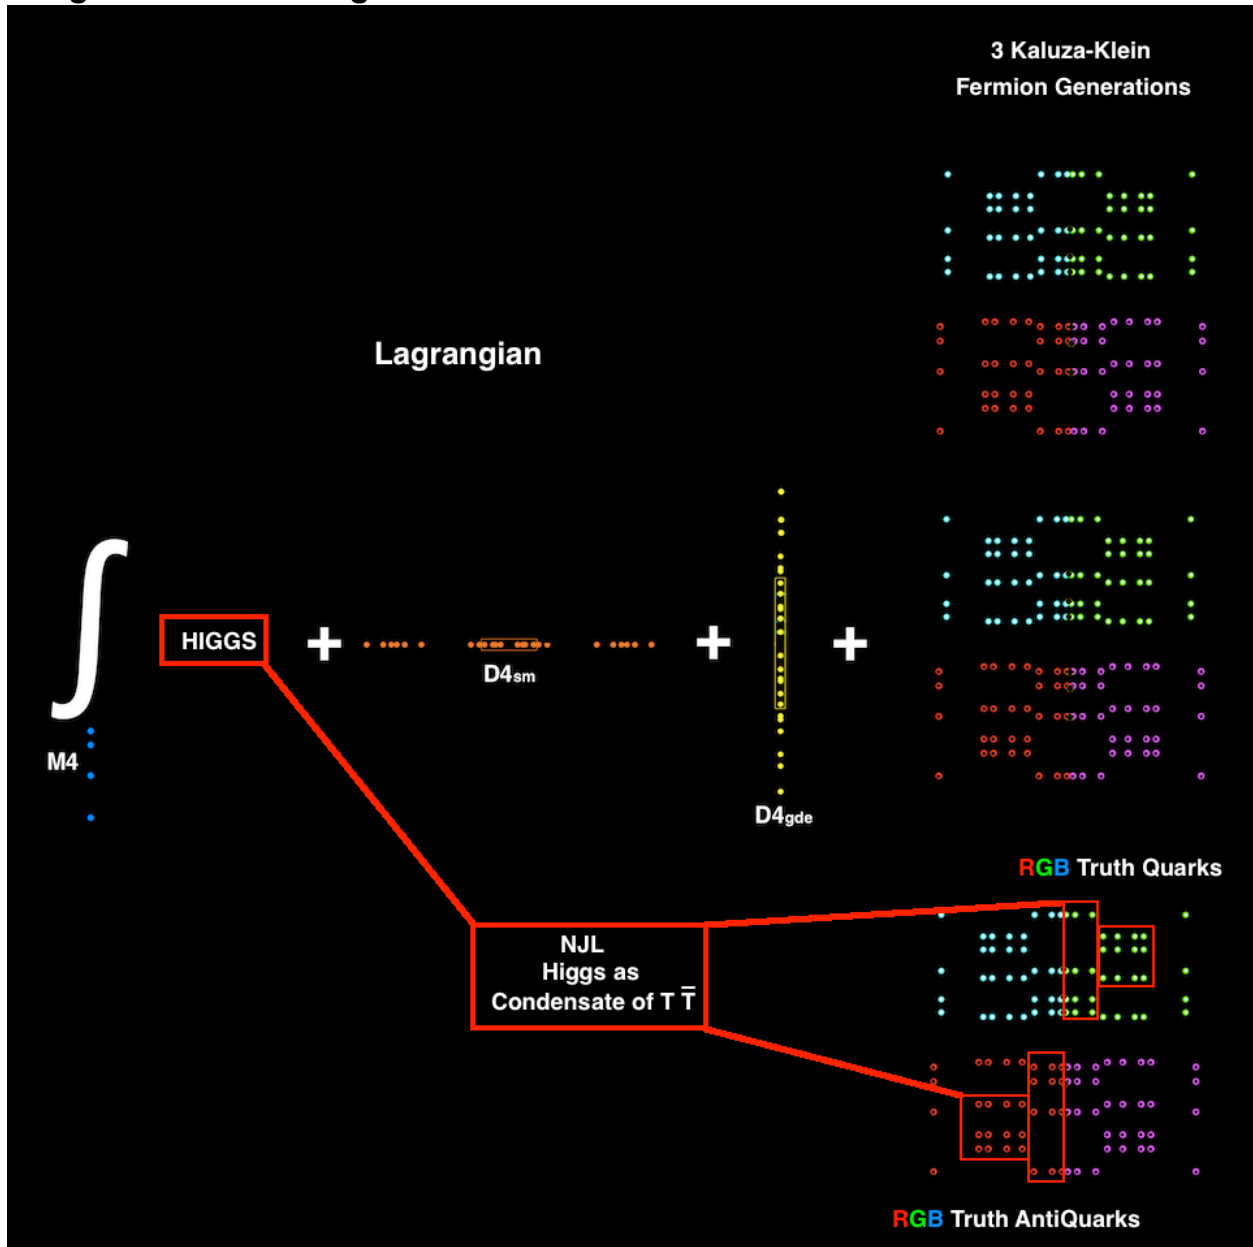 3 Kaluza-Klein
Fermion Generations
Lagrangian
∫
HIGGS + D4sm + D4gde +
M4
RGB Truth Quarks
NJL
Higgs as
Condensate of T T̅
RGB Truth AntiQuarks